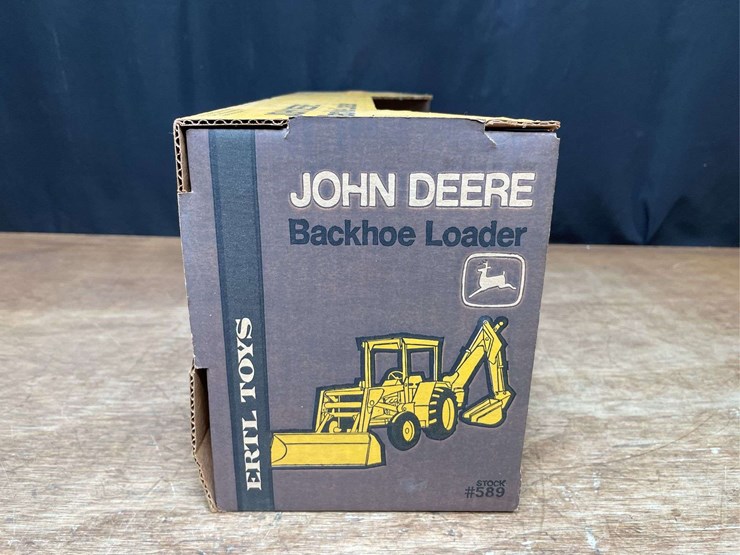 JOHN DEERE
Backhoe Loader
ERTL TOYS
STOCK
#589